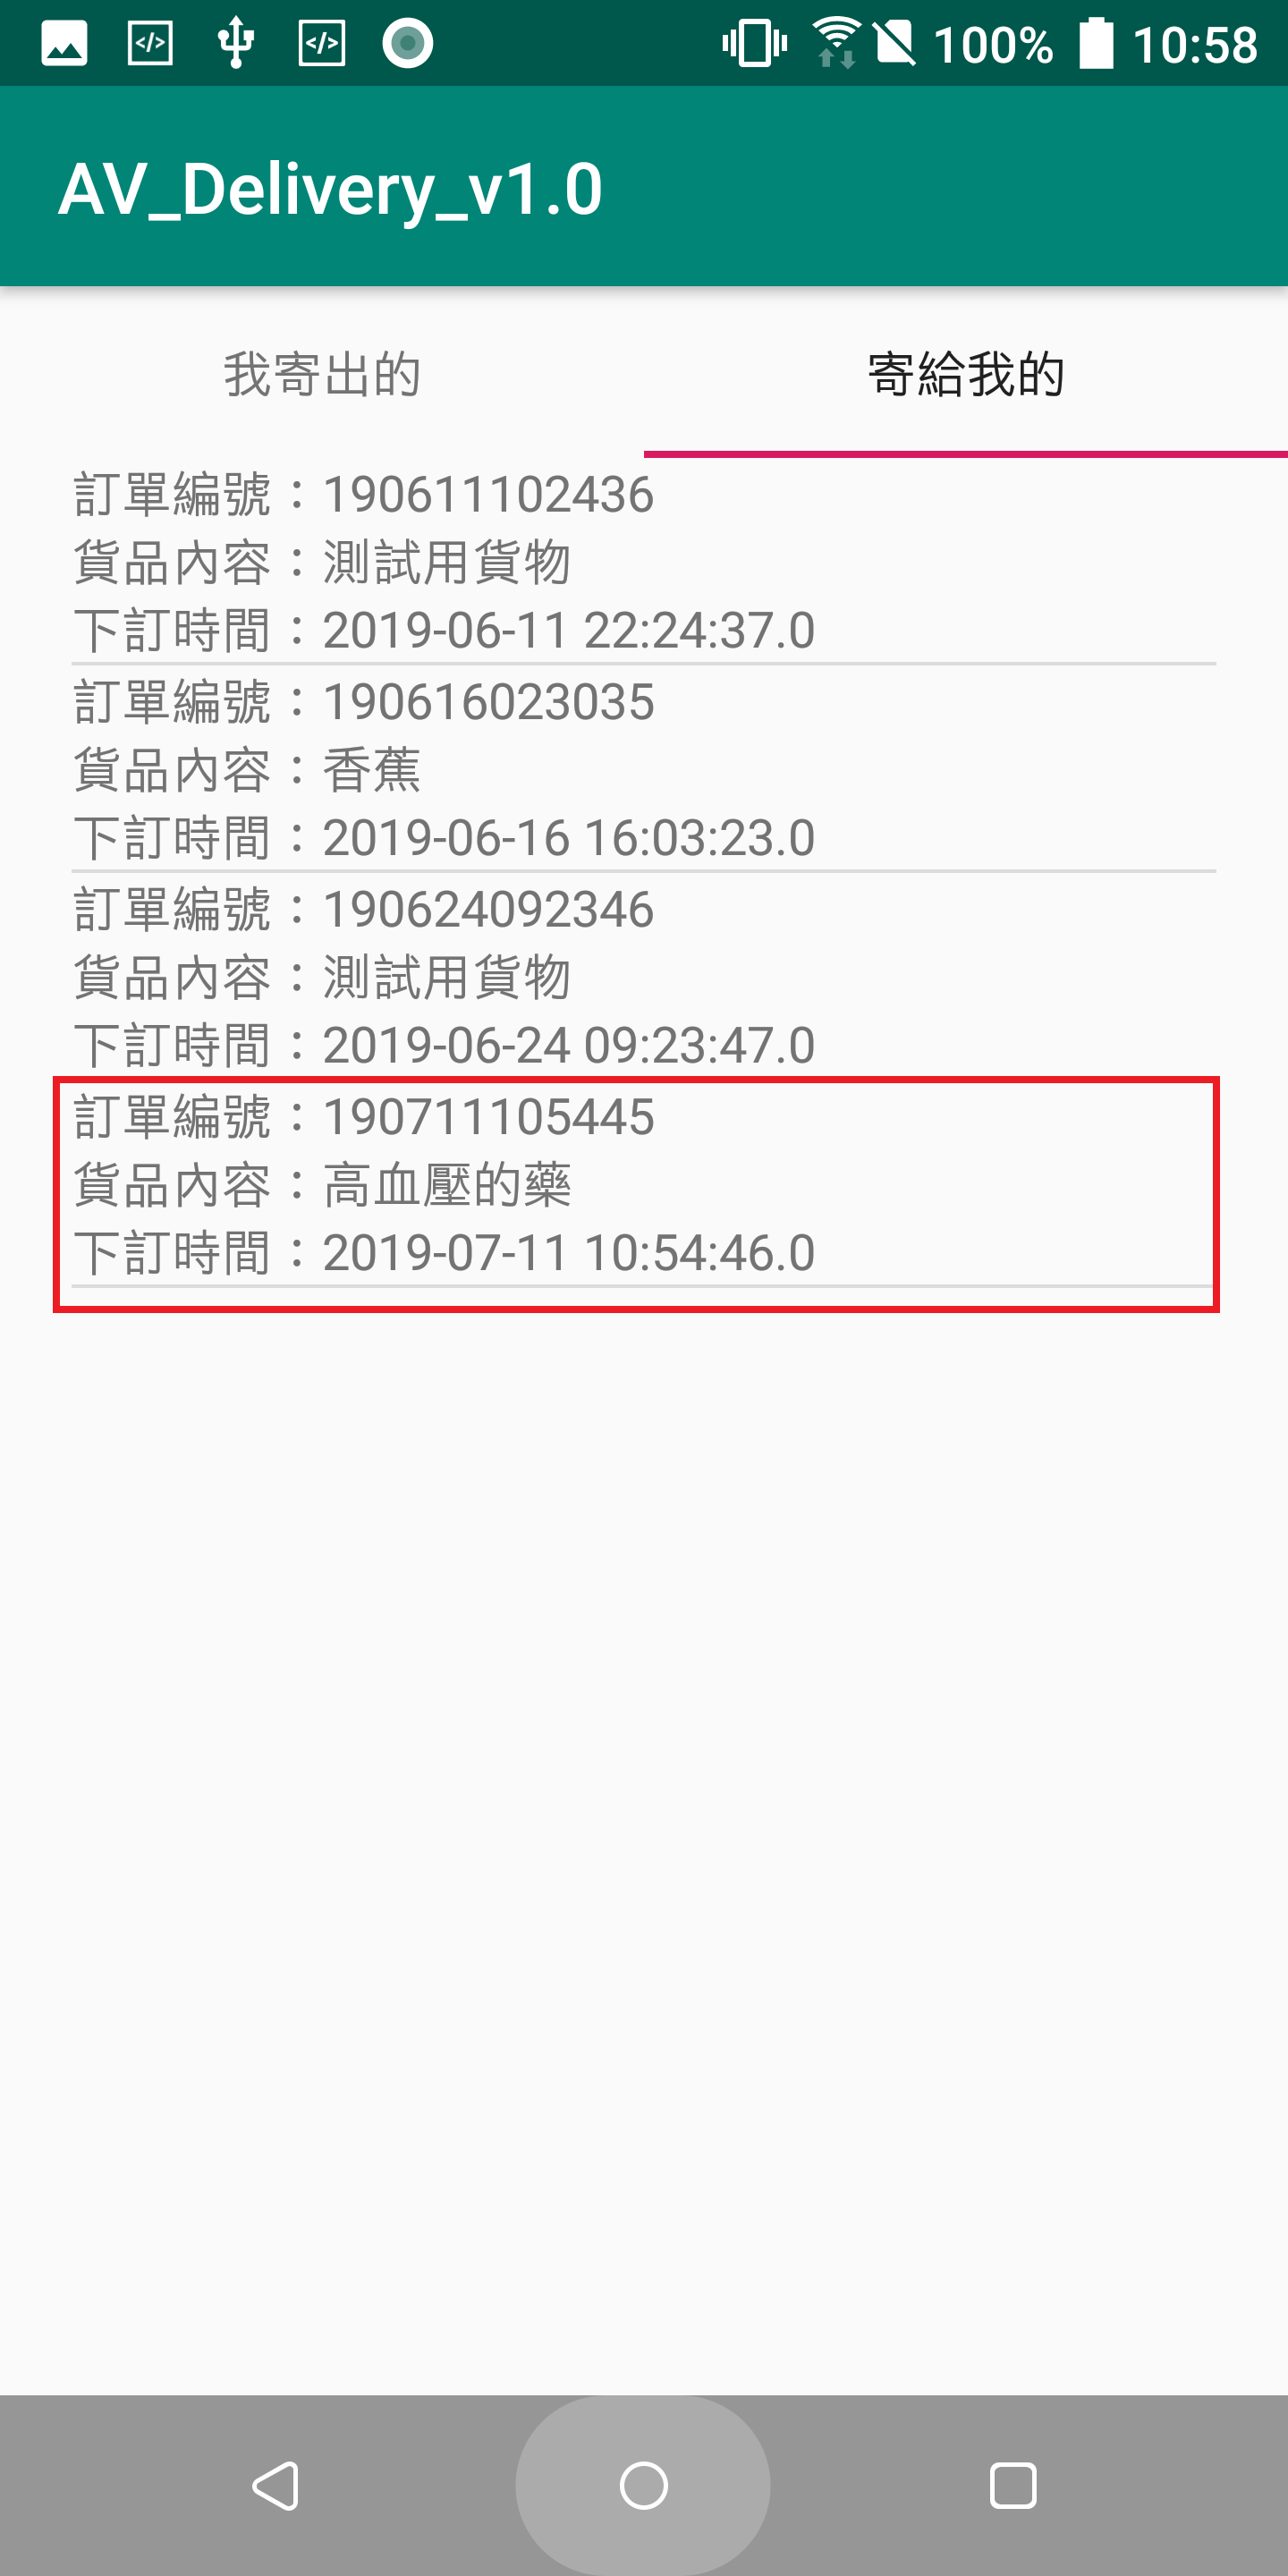 100% 10:58
AV_Delivery_v1.0
我寄出的 寄給我的
訂單編號：190611102436
貨品內容：測試用貨物
下訂時間：2019-06-11 22:24:37.0
訂單編號：190616023035
貨品內容：香蕉
下訂時間：2019-06-16 16:03:23.0
訂單編號：190624092346
貨品內容：測試用貨物
下訂時間：2019-06-24 09:23:47.0
訂單編號：190711105445
貨品內容：高血壓的藥
下訂時間：2019-07-11 10:54:46.0